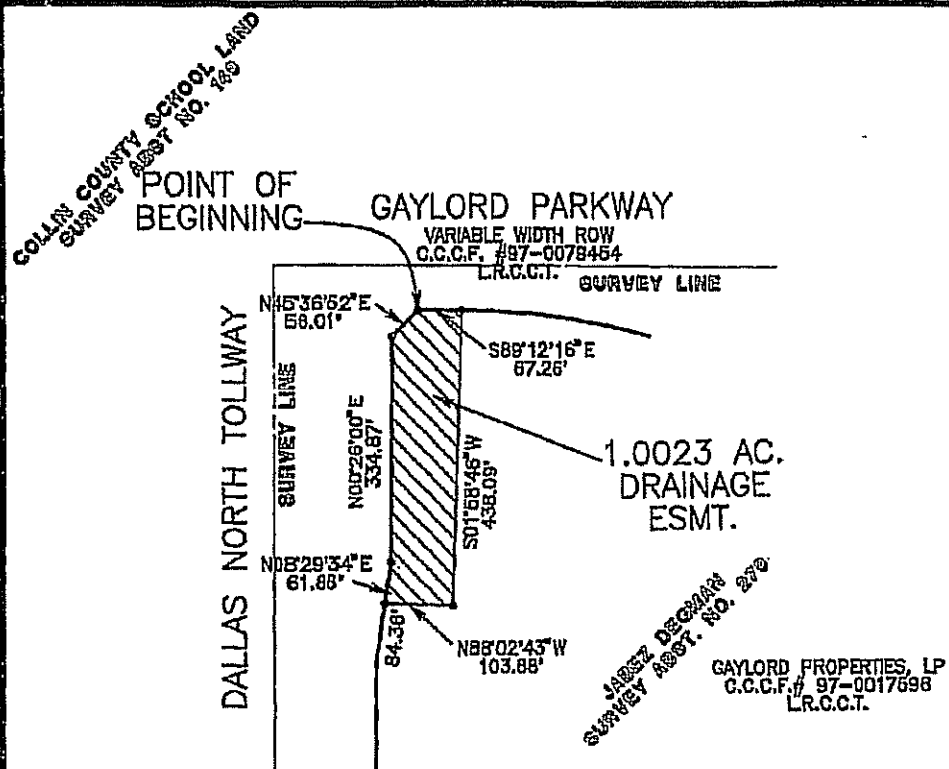 COLLIN COUNTY SCHOOL LAND
SURVEY ABST NO. 149
POINT OF
BEGINNING
GAYLORD PARKWAY
VARIABLE WIDTH ROW
C.C.C.F. #97-0078454
L.R.C.C.T.
SURVEY LINE
N45°36'52"E
58.01'
S89°12'16"E
67.26'
DALLAS NORTH TOLLWAY
SURVEY LINE
N00°26'00"E
334.87'
S01°58'46"W
438.09'
1.0023 AC.
DRAINAGE
ESMT.
N08°29'34"E
61.88'
84.38'
N88°02'43"W
103.88'
JABEZ DEGMAN
SURVEY ABST. NO. 279
GAYLORD PROPERTIES, LP
C.C.C.F.# 97-0017698
L.R.C.C.T.